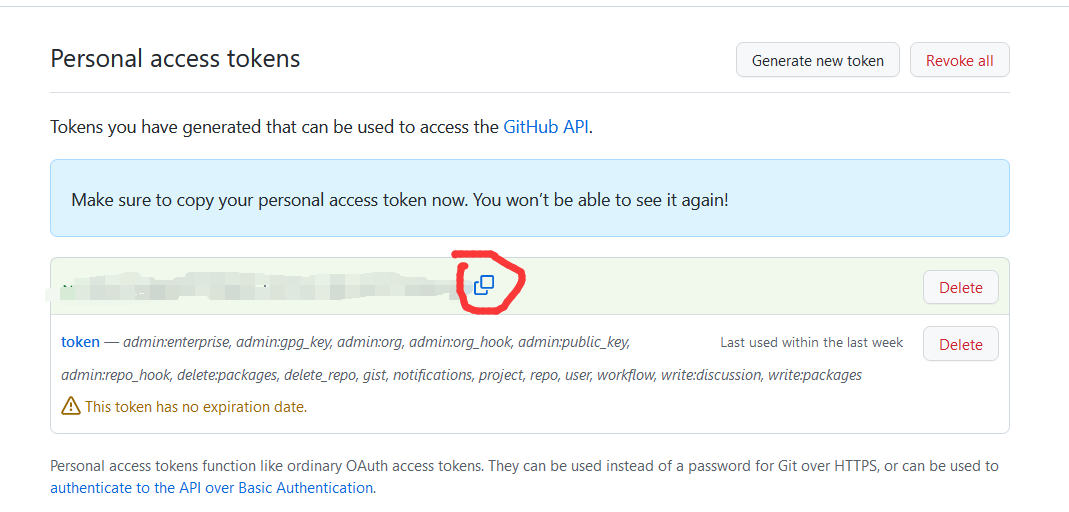 Personal access tokens
Generate new token
Revoke all
Tokens you have generated that can be used to access the GitHub API.
Make sure to copy your personal access token now. You won’t be able to see it again!
Delete
token — admin:enterprise, admin:gpg_key, admin:org, admin:org_hook, admin:public_key,
Last used within the last week
Delete
admin:repo_hook, delete:packages, delete_repo, gist, notifications, project, repo, user, workflow, write:discussion, write:packages
This token has no expiration date.
Personal access tokens function like ordinary OAuth access tokens. They can be used instead of a password for Git over HTTPS, or can be used to
authenticate to the API over Basic Authentication.